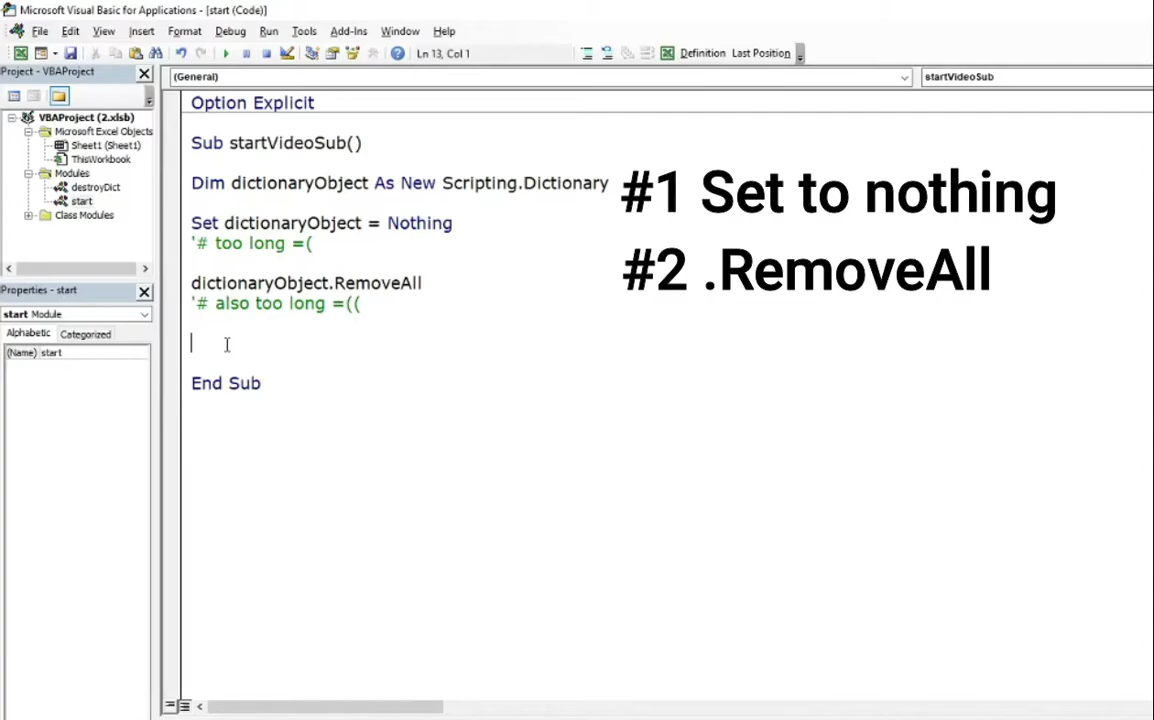 Microsoft Visual Basic for Applications - [start (Code)]
File Edit View Insert Format Debug Run Tools Add-Ins Window Help
Ln 13, Col 1 Definition Last Position
Project - VBAProject
(General) startVideoSub
VBAProject (2.xlsb)
Microsoft Excel Objects
Sheet1 (Sheet1)
ThisWorkbook
Modules
destroyDict
start
Class Modules
Properties - start
start Module
Alphabetic Categorized
(Name) start
Option Explicit
Sub startVideoSub()
Dim dictionaryObject As New Scripting.Dictionary
Set dictionaryObject = Nothing
'# too long =(
dictionaryObject.RemoveAll
'# also too long =((
End Sub
#1 Set to nothing
#2 .RemoveAll